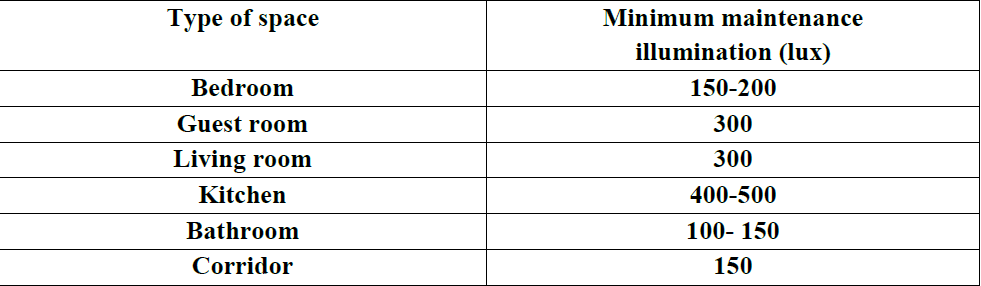 Type of space Minimum maintenance
illumination (lux)
Bedroom 150-200
Guest room 300
Living room 300
Kitchen 400-500
Bathroom 100- 150
Corridor 150